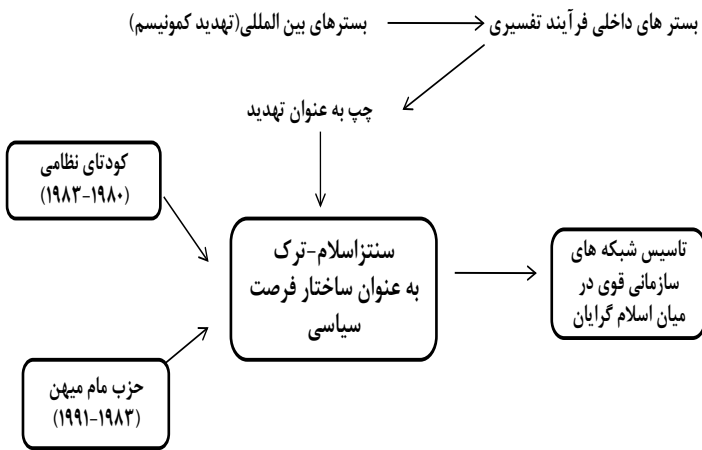 بستر های داخلی فرآیند تفسیری
بسترهای بین المللی(تهدید کمونیسم)
چپ به عنوان تهدید
کودتای نظامی
(۱۹۸۰-۱۹۸۳)
سنتزاسلام-ترک
به عنوان ساختار فرصت
سیاسی
تاسیس شبکه های
سازمانی قوی در
میان اسلام گرایان
حزب مام میهن
(۱۹۸۳-۱۹۹۱)